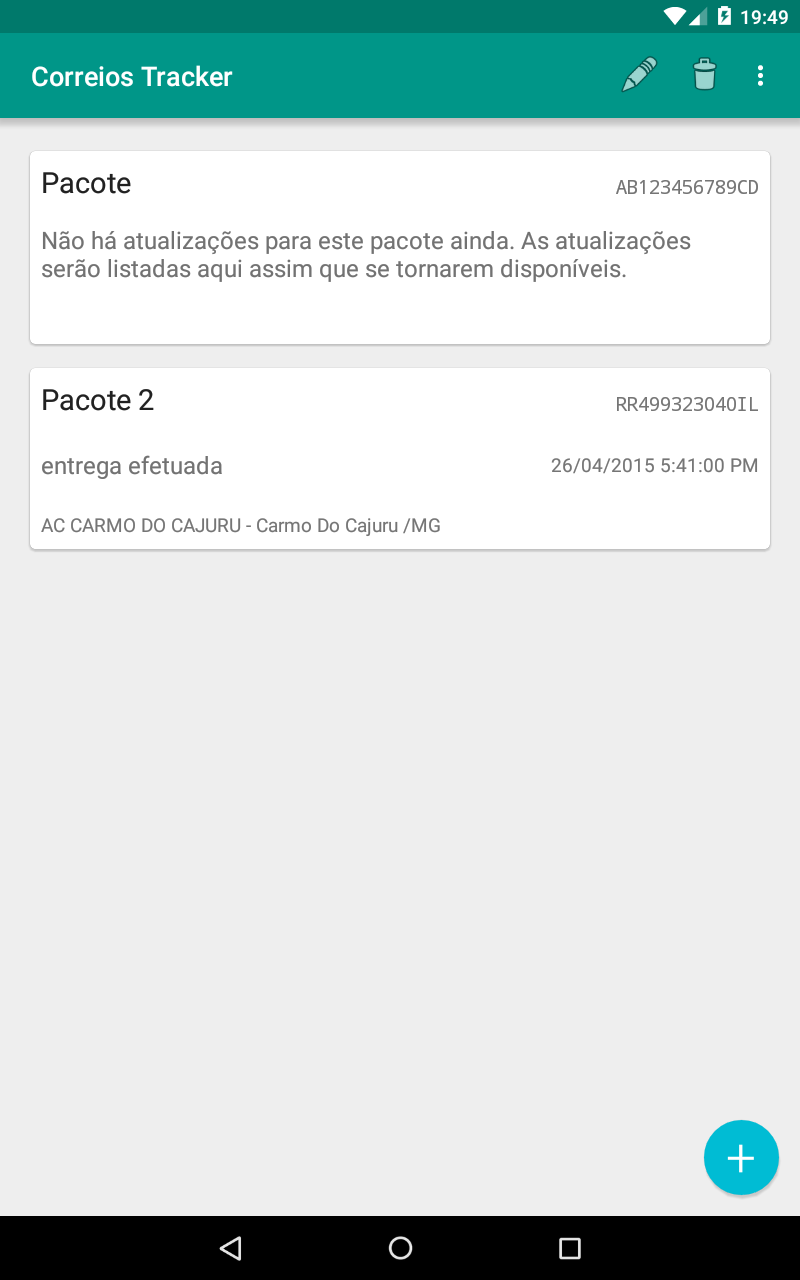 19:49
Correios Tracker
Pacote
AB123456789CD
Não há atualizações para este pacote ainda. As atualizações
serão listadas aqui assim que se tornarem disponíveis.
Pacote 2
RR499323040IL
entrega efetuada
26/04/2015 5:41:00 PM
AC CARMO DO CAJURU - Carmo Do Cajuru /MG